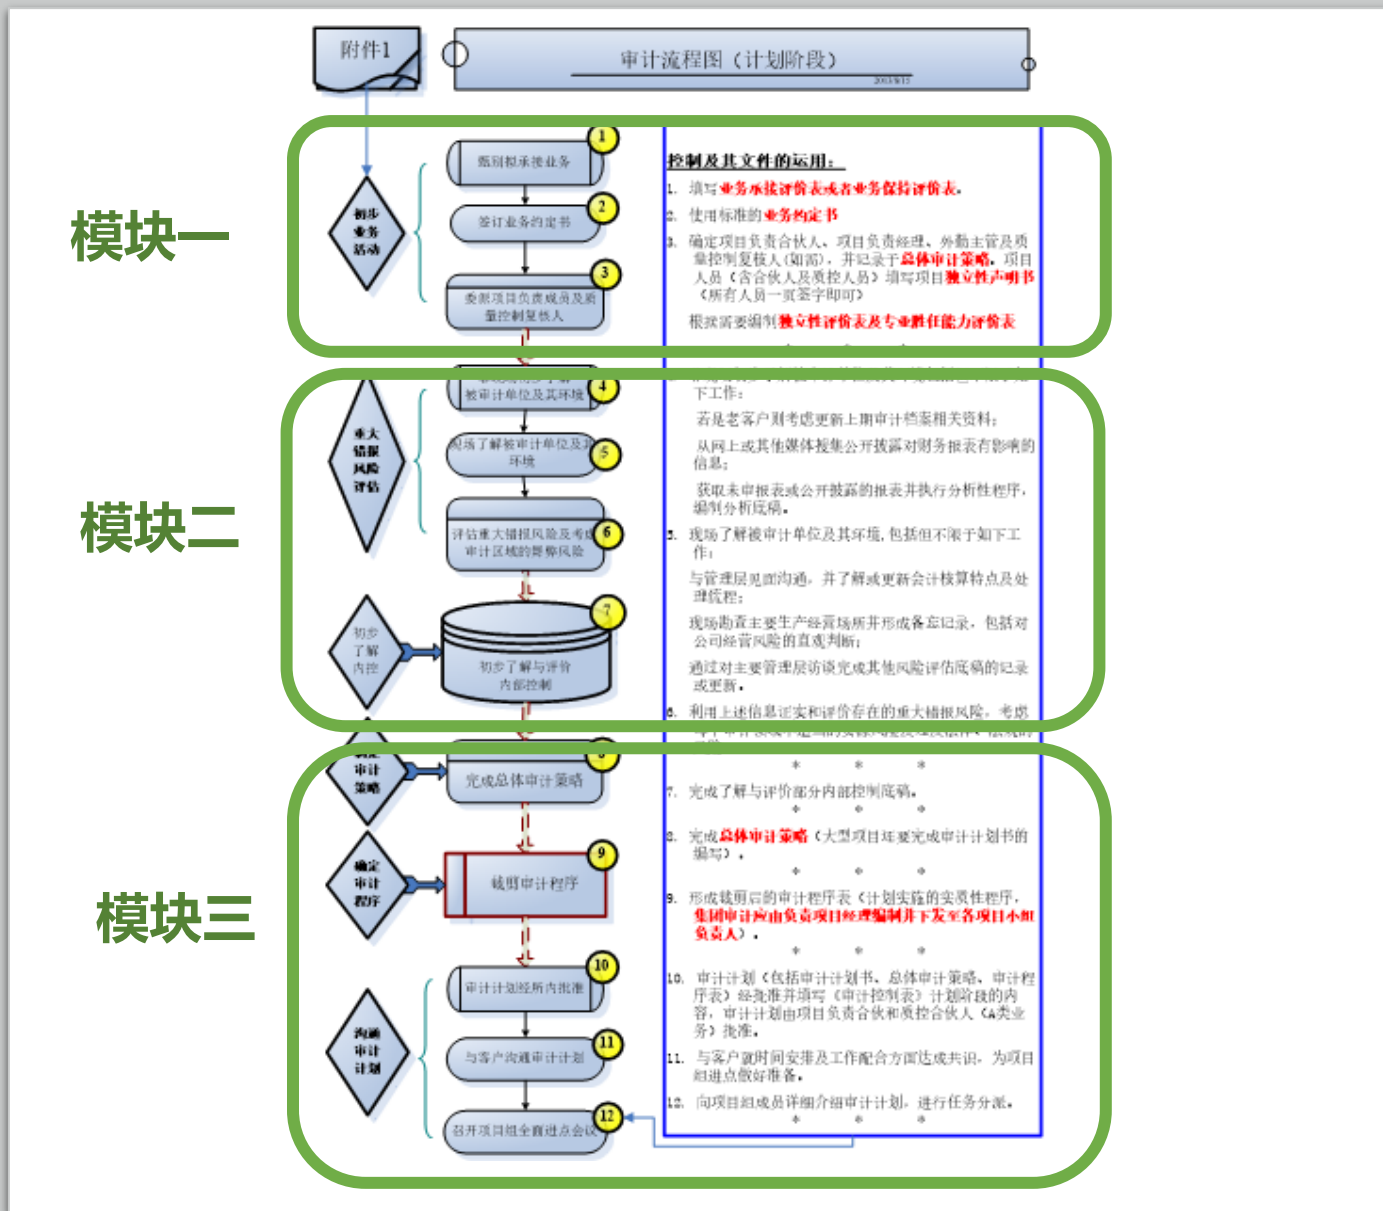 附件1
审计流程图（计划阶段）
模块一
初步
业务
活动
1
甄别拟承接业务
2
签订业务约定书
3
委派项目负责成员及质
量控制复核人
控制及其文件的运用：
1. 填写业务承接评价表或者业务保持评价表。
2. 使用标准的业务约定书
3. 确定项目负责合伙人、项目负责经理、外勤主管及质
量控制复核人(如需)，并记录于总体审计策略。项目
人员（含合伙人及质控人员）填写项目独立性声明书
（所有人员一页签字即可）
根据需要编制独立性评价表及专业胜任能力评价表
* * *
模块二
重大
错报
风险
评估
4
被审计单位及其环境
5
现场了解被审计单位及其
环境
6
评估重大错报风险及考虑
审计区域的舞弊风险
初步
了解
内控
7
初步了解与评价
内部控制
下工作：
若是老客户则考虑更新上期审计档案相关资料；
从网上或其他媒体搜集公开披露对财务报表有影响的
信息；
获取未审报表或公开披露的报表并执行分析性程序，
编制分析底稿。
5. 现场了解被审计单位及其环境,包括但不限于如下工
作：
与管理层见面沟通，并了解或更新会计核算特点及处
理流程；
现场勘查主要生产经营场所并形成备忘记录，包括对
公司经营风险的直观判断；
通过对主要管理层访谈完成其他风险评估底稿的记录
或更新。
6. 利用上述信息证实和评价存在的重大错报风险，考虑
模块三
审计
策略
8
完成总体审计策略
确定
审计
程序
9
裁剪审计程序
沟通
审计
计划
10
审计计划经所内批准
11
与客户沟通审计计划
12
召开项目组全面进点会议
* * *
7. 完成了解与评价部分内部控制底稿。
* * *
8. 完成总体审计策略（大型项目还要完成审计计划书的
编写）。
* * *
9. 形成裁剪后的审计程序表（计划实施的实质性程序，
集团审计应由负责项目经理编制并下发至各项目小组
负责人）。
* * *
10. 审计计划（包括审计计划书、总体审计策略、审计程
序表）经批准并填写（审计控制表）计划阶段的内
容，审计计划由项目负责合伙和质控合伙人（A类业
务）批准。
11. 与客户就时间安排及工作配合方面达成共识，为项目
组进点做好准备。
12. 向项目组成员详细介绍审计计划，进行任务分派。
* * *